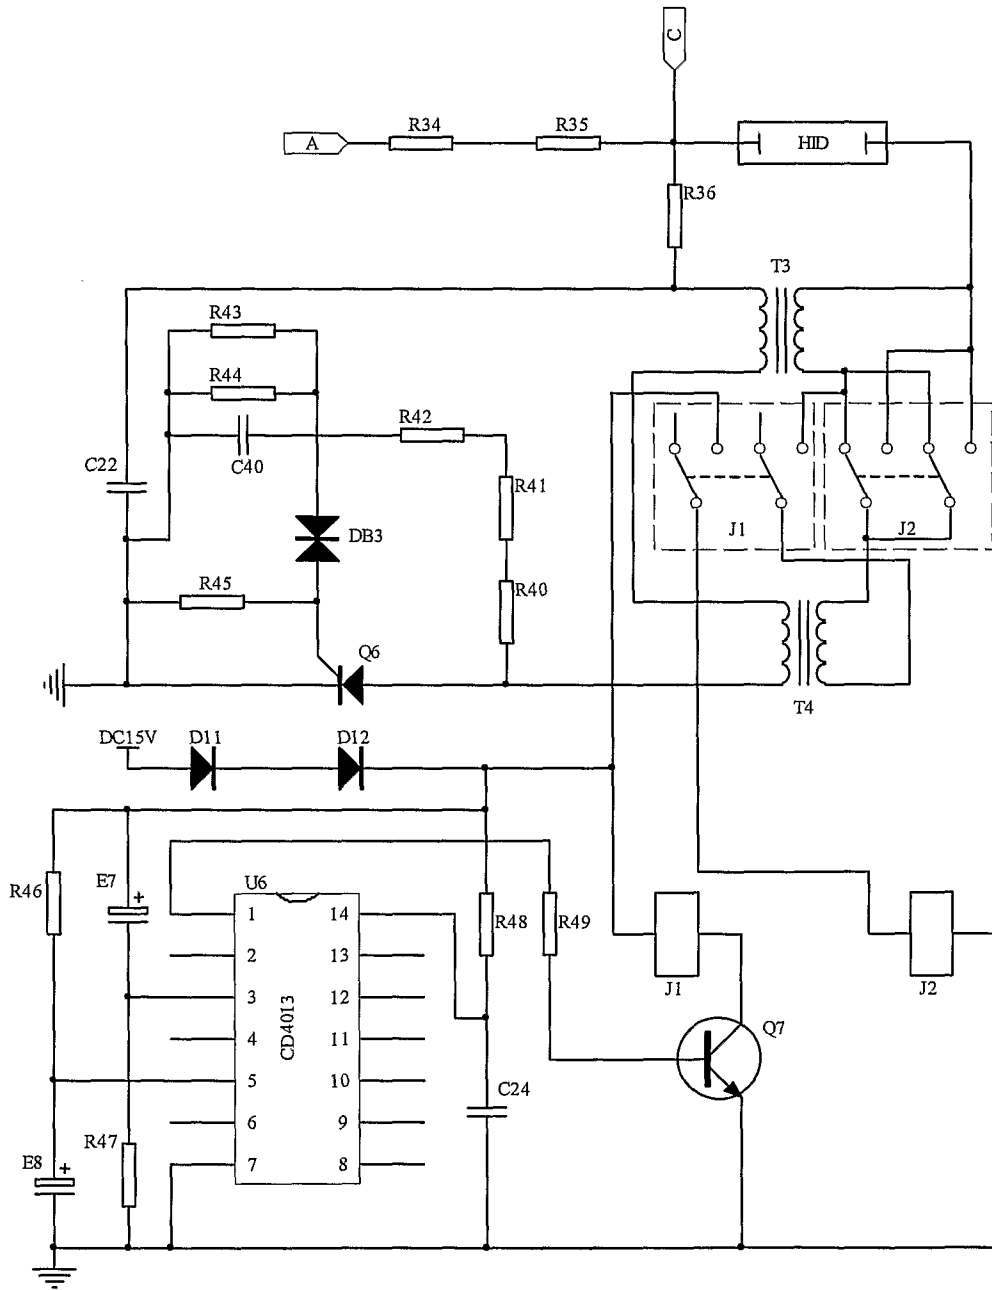 C
R34
R35
A
HID
R36
T3
R43
R44
R42
C40
C22
R41
DB3
J1
J2
R45
R40
Q6
T4
DC15V
D11
D12
R46
E7
+
U6
1
14
R48
R49
2
13
3
12
CD4013
4
11
5
10
6
9
7
8
J1
J2
Q7
C24
R47
E8
+